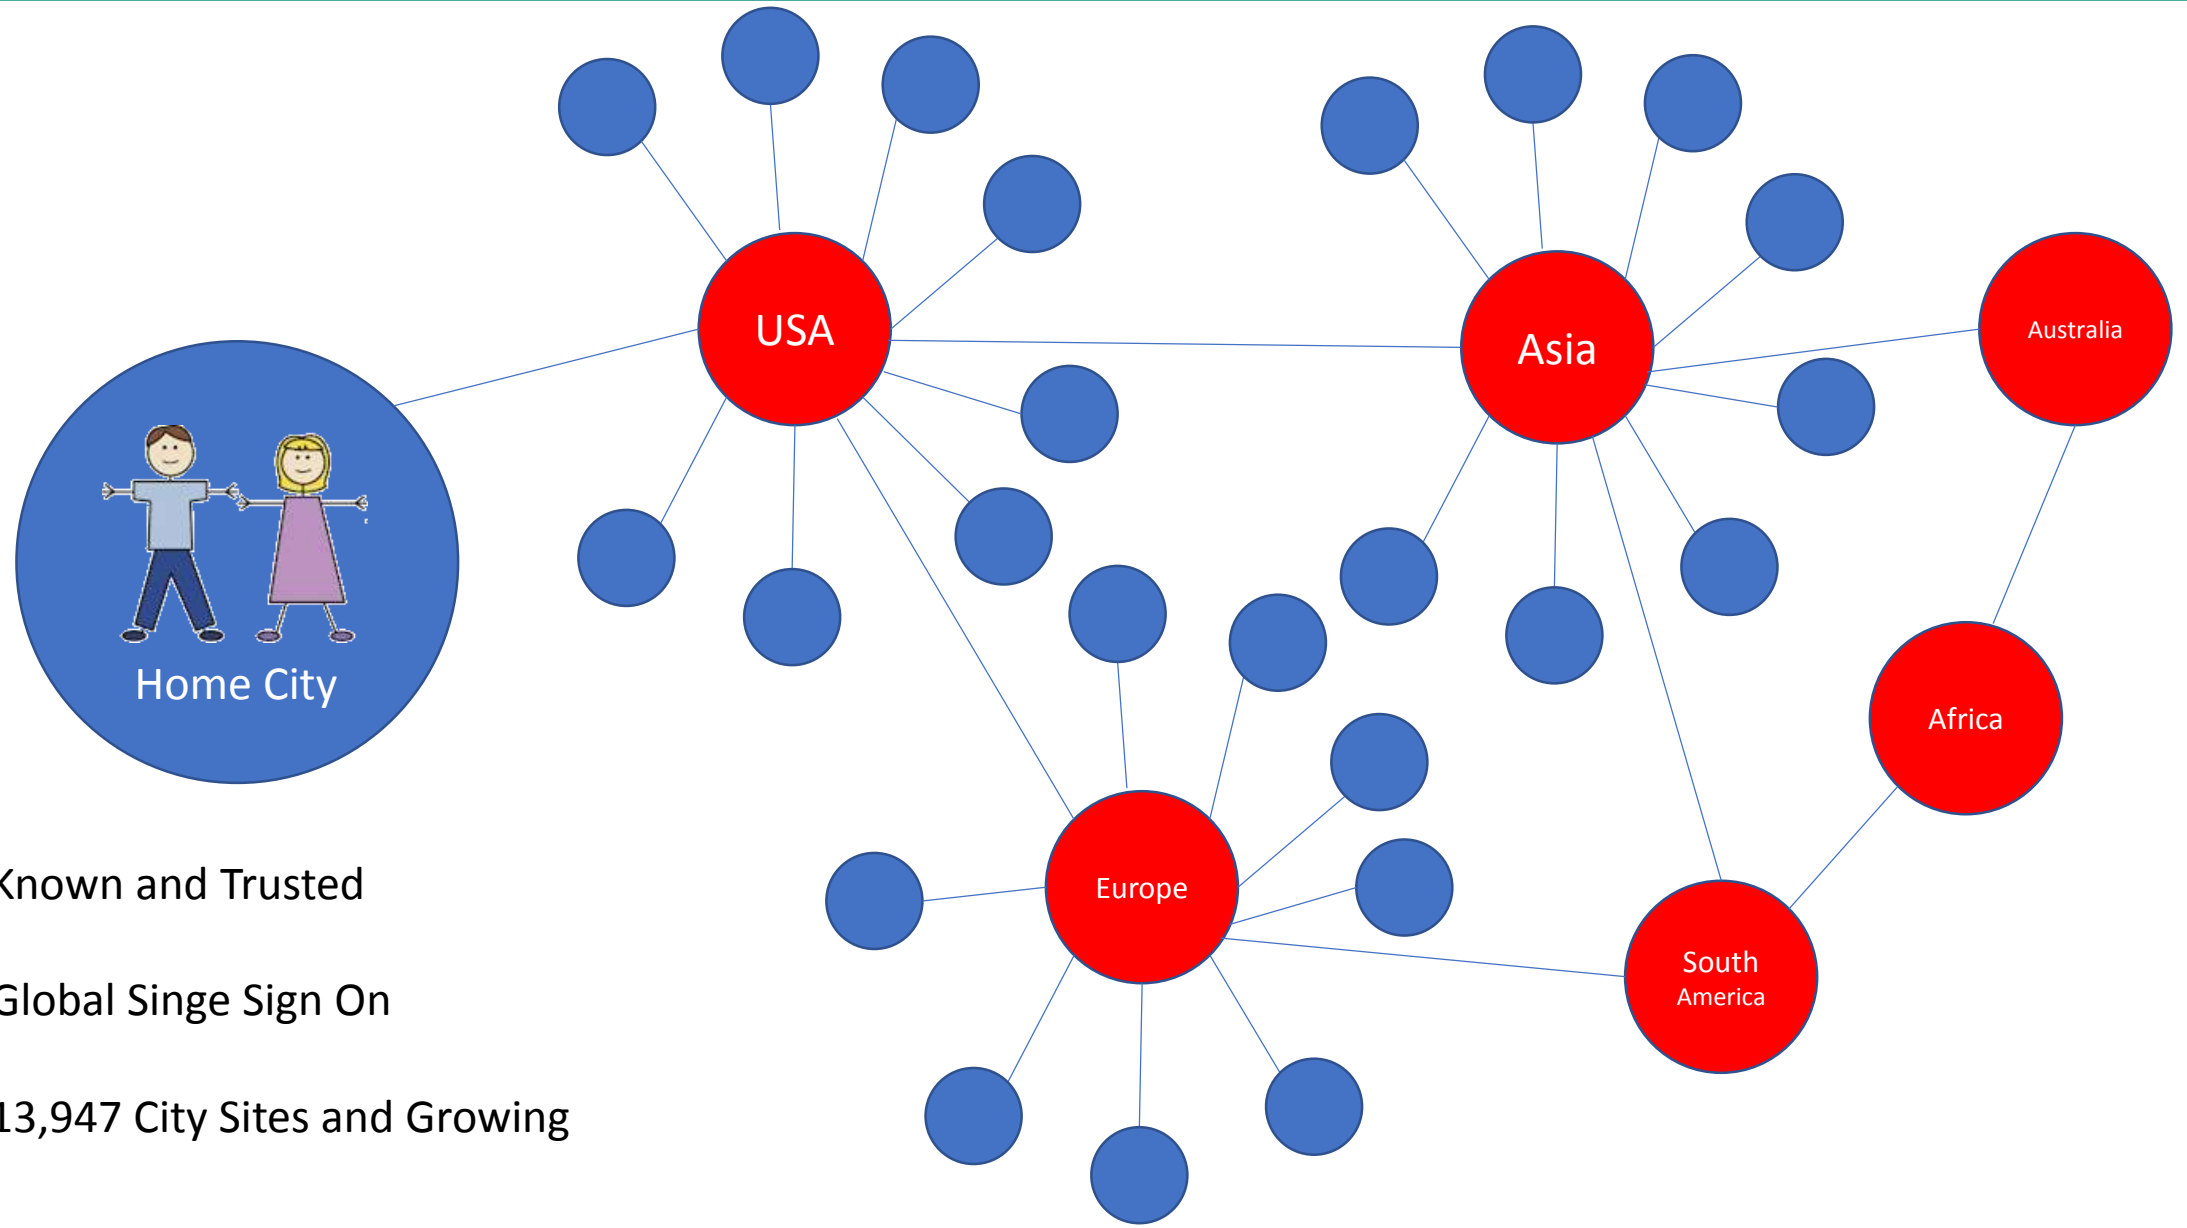 USA
Asia
Australia
Home City
Africa
Known and Trusted
Europe
South
America
Global Singe Sign On
13,947 City Sites and Growing